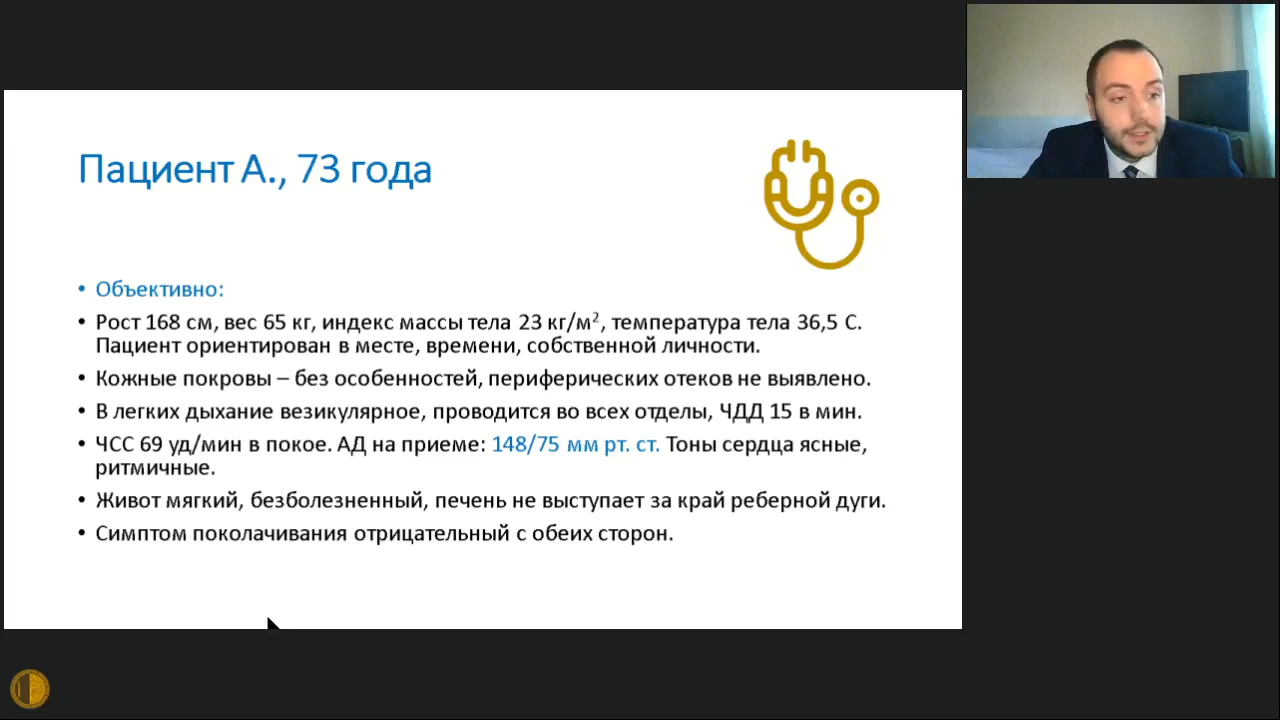 Пациент А., 73 года
• Объективно:
• Рост 168 см, вес 65 кг, индекс массы тела 23 кг/м², температура тела 36,5 С.
Пациент ориентирован в месте, времени, собственной личности.
• Кожные покровы – без особенностей, периферических отеков не выявлено.
• В легких дыхание везикулярное, проводится во всех отделы, ЧДД 15 в мин.
• ЧСС 69 уд/мин в покое. АД на приеме: 148/75 мм рт. ст. Тоны сердца ясные,
ритмичные.
• Живот мягкий, безболезненный, печень не выступает за край реберной дуги.
• Симптом поколачивания отрицательный с обеих сторон.